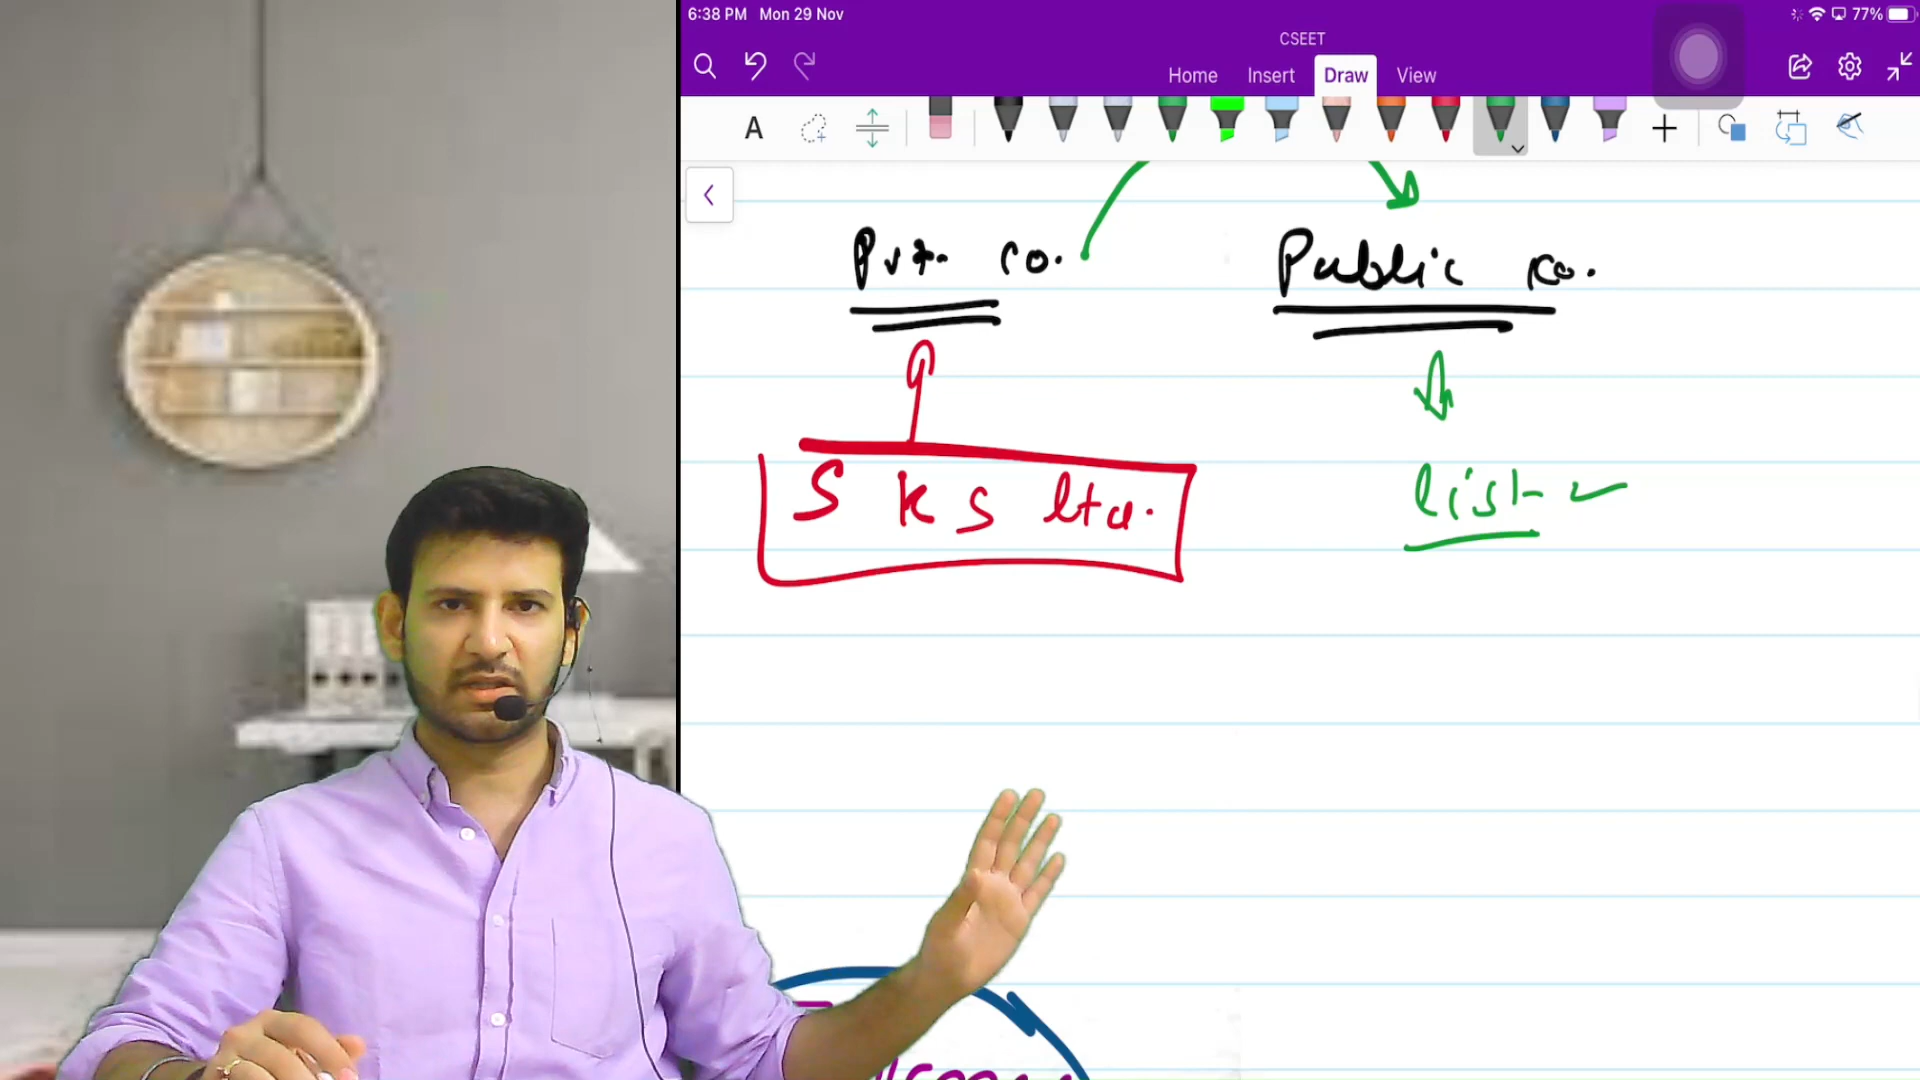 6:38 PM Mon 29 Nov
77%
CSEET
Home Insert Draw View
A
Pvt. co.
Public co.
S K S ltd.
list